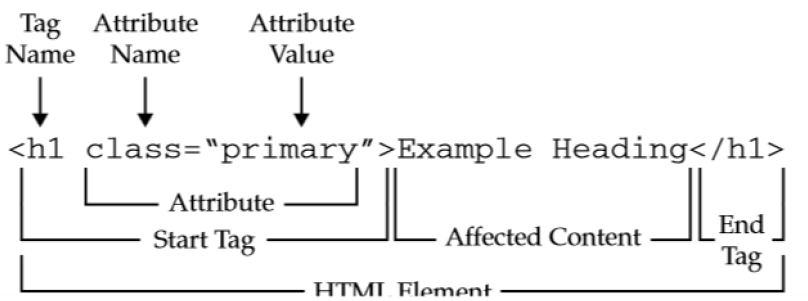 Tag Attribute Attribute
Name Name Value
<h1 class=“primary”>Example Heading</h1>
Attribute
Start Tag Affected Content End
Tag
HTML Element